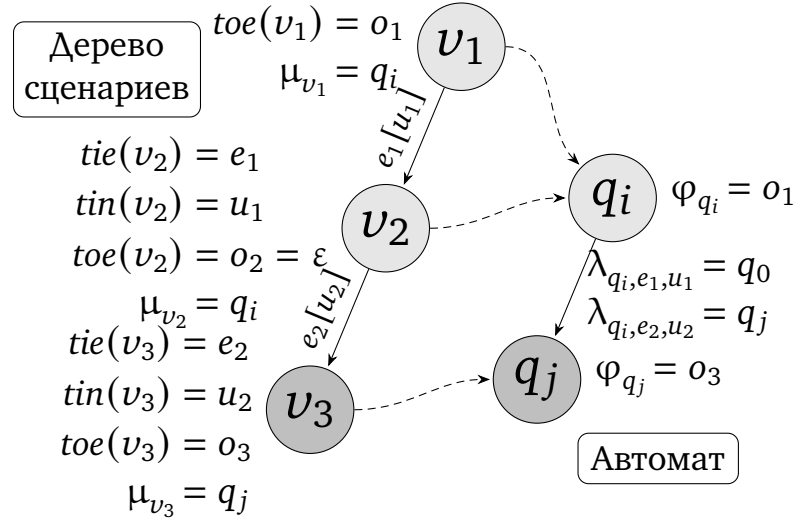 Дерево
сценариев
toe(v₁) = o₁
μ_{v₁} = q_i
v₁
e₁[u₁]
tie(v₂) = e₁
tin(v₂) = u₁
toe(v₂) = o₂ = ε
μ_{v₂} = q_i
v₂
q_i
φ_{q_i} = o₁
e₂[u₂]
λ_{q_i,e₁,u₁} = q₀
λ_{q_i,e₂,u₂} = q_j
tie(v₃) = e₂
tin(v₃) = u₂
toe(v₃) = o₃
μ_{v₃} = q_j
v₃
q_j
φ_{q_j} = o₃
Автомат